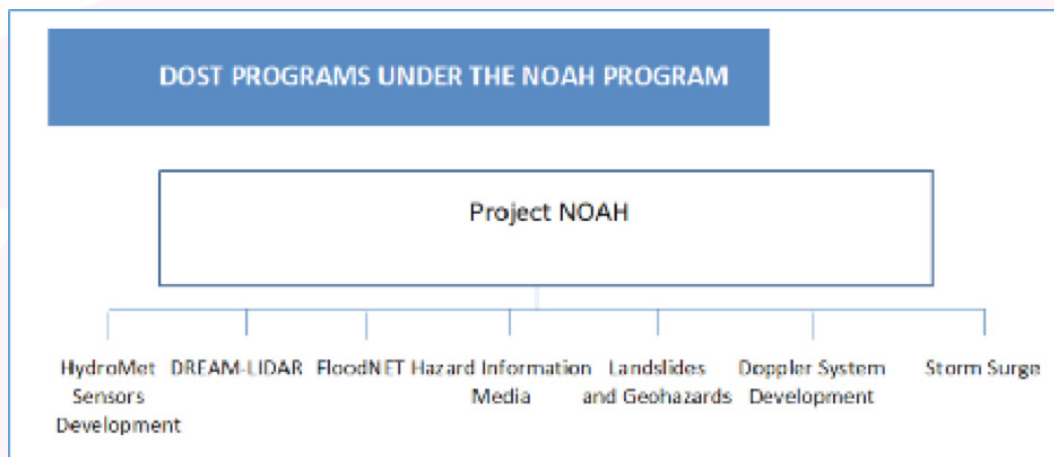 DOST PROGRAMS UNDER THE NOAH PROGRAM
Project NOAH
HydroMet
Sensors
Development
DREAM-LIDAR
FloodNET
Hazard Information
Media
Landslides
and Geohazards
Doppler System
Development
Storm Surge